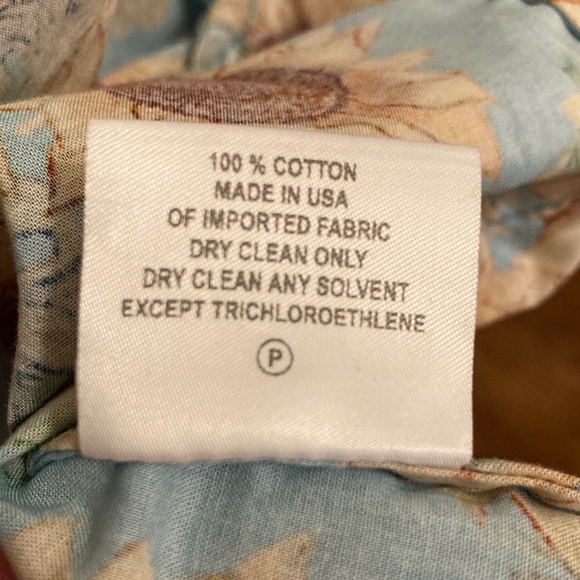 100 % COTTON
MADE IN USA
OF IMPORTED FABRIC
DRY CLEAN ONLY
DRY CLEAN ANY SOLVENT
EXCEPT TRICHLOROETHLENE
P